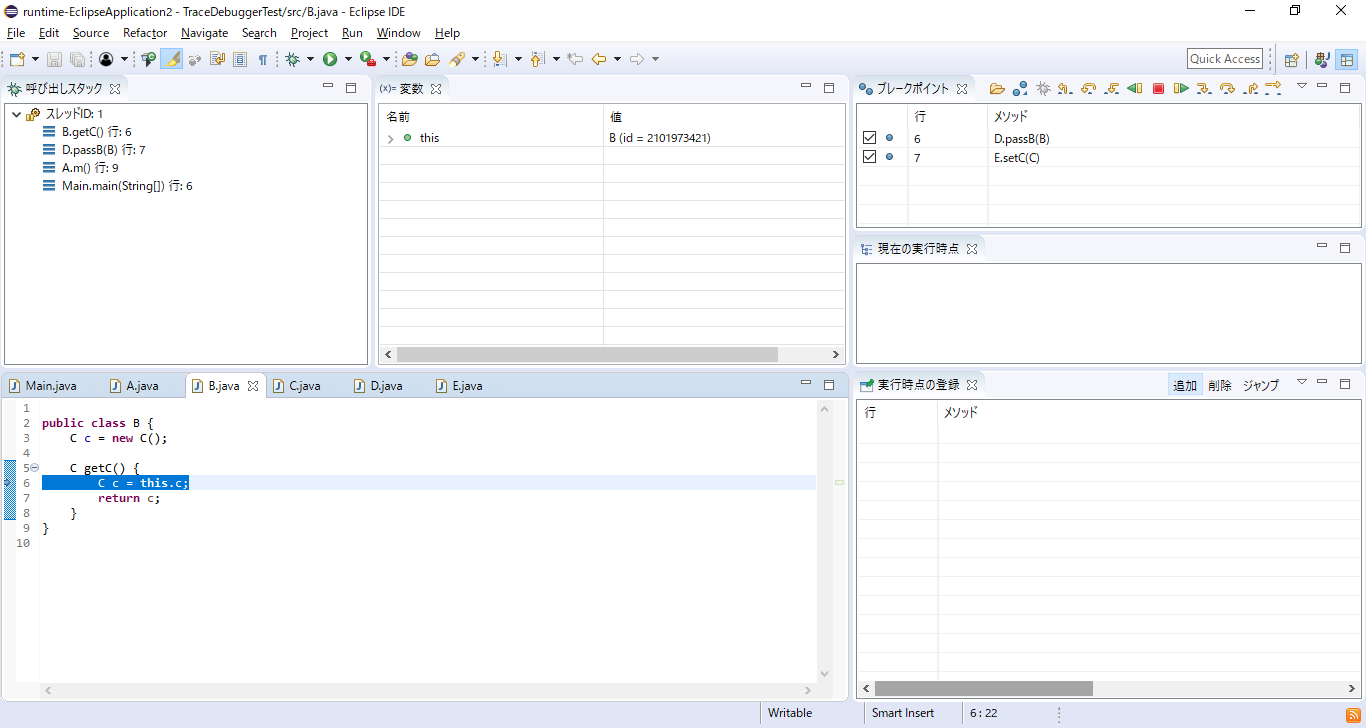 runtime-EclipseApplication2 - TraceDebuggerTest/src/B.java - Eclipse IDE
File Edit Source Refactor Navigate Search Project Run Window Help
Quick Access
呼び出しスタック
スレッドID: 1
B.getC() 行: 6
D.passB(B) 行: 7
A.m() 行: 9
Main.main(String[]) 行: 6
(x)= 変数
名前 値
this B (id = 2101973421)
ブレークポイント
行 メソッド
6 D.passB(B)
7 E.setC(C)
現在の実行時点
Main.java A.java B.java C.java D.java E.java
1
2 public class B {
3 C c = new C();
4
5 C getC() {
6 C c = this.c;
7 return c;
8 }
9 }
10
実行時点の登録 追加 削除 ジャンプ
行 メソッド
Writable Smart Insert 6 : 22